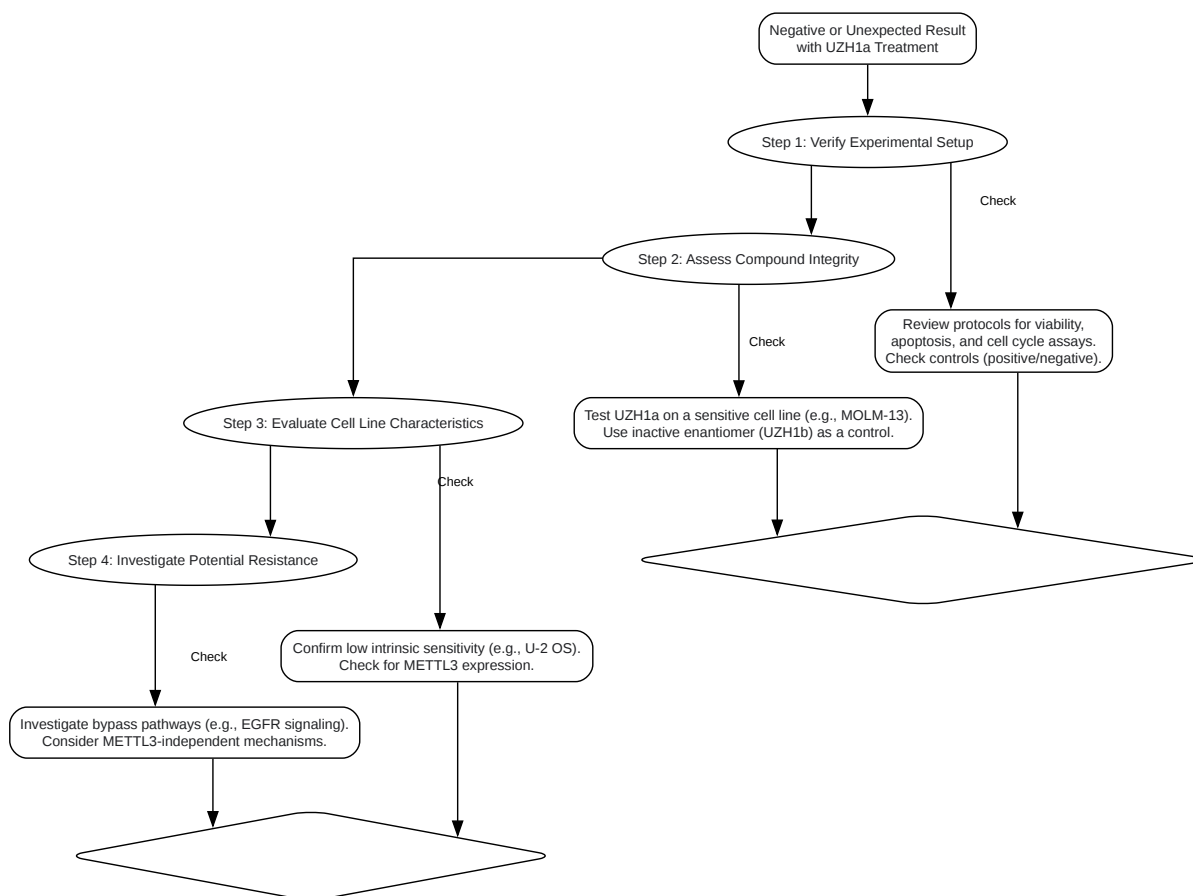 Negative or Unexpected Result
with UZH1a Treatment
Step 1: Verify Experimental Setup
Check
Step 2: Assess Compound Integrity
Review protocols for viability,
apoptosis, and cell cycle assays.
Check controls (positive/negative).
Check
Test UZH1a on a sensitive cell line (e.g., MOLM-13).
Use inactive enantiomer (UZH1b) as a control.
Step 3: Evaluate Cell Line Characteristics
Check
Step 4: Investigate Potential Resistance
Confirm low intrinsic sensitivity (e.g., U-2 OS).
Check for METTL3 expression.
Check
Investigate bypass pathways (e.g., EGFR signaling).
Consider METTL3-independent mechanisms.